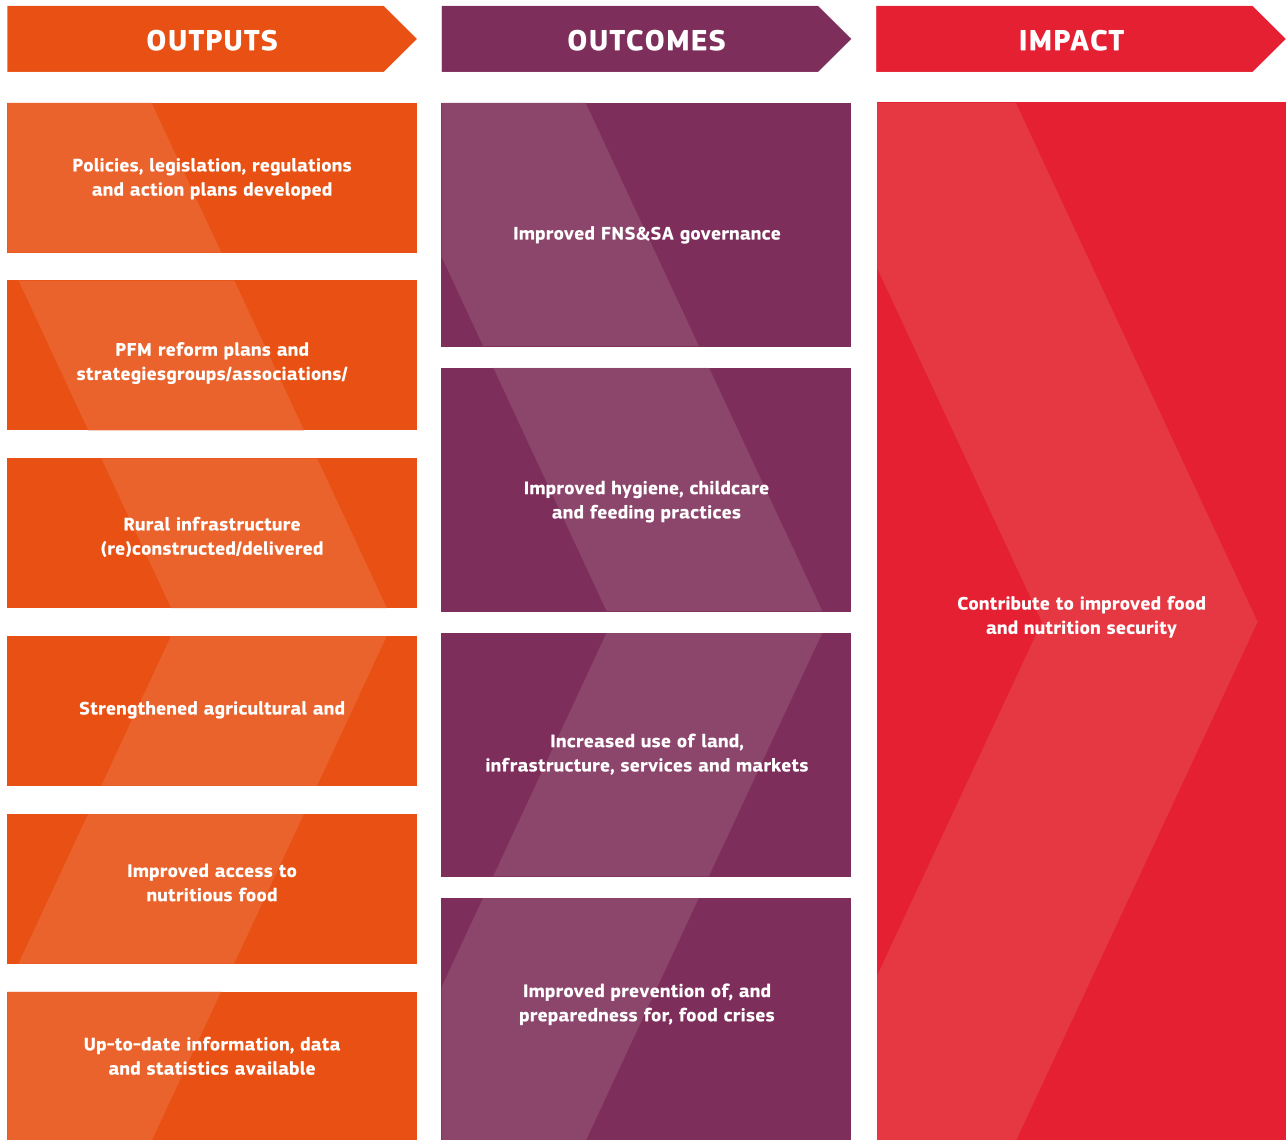 OUTPUTS
Policies, legislation, regulations
and action plans developed
PFM reform plans and
strategiesgroups/associations/
Rural infrastructure
(re)constructed/delivered
Strengthened agricultural and
Improved access to
nutritious food
Up-to-date information, data
and statistics available
OUTCOMES
Improved FNS&SA governance
Improved hygiene, childcare
and feeding practices
Increased use of land,
infrastructure, services and markets
Improved prevention of, and
preparedness for, food crises
IMPACT
Contribute to improved food
and nutrition security